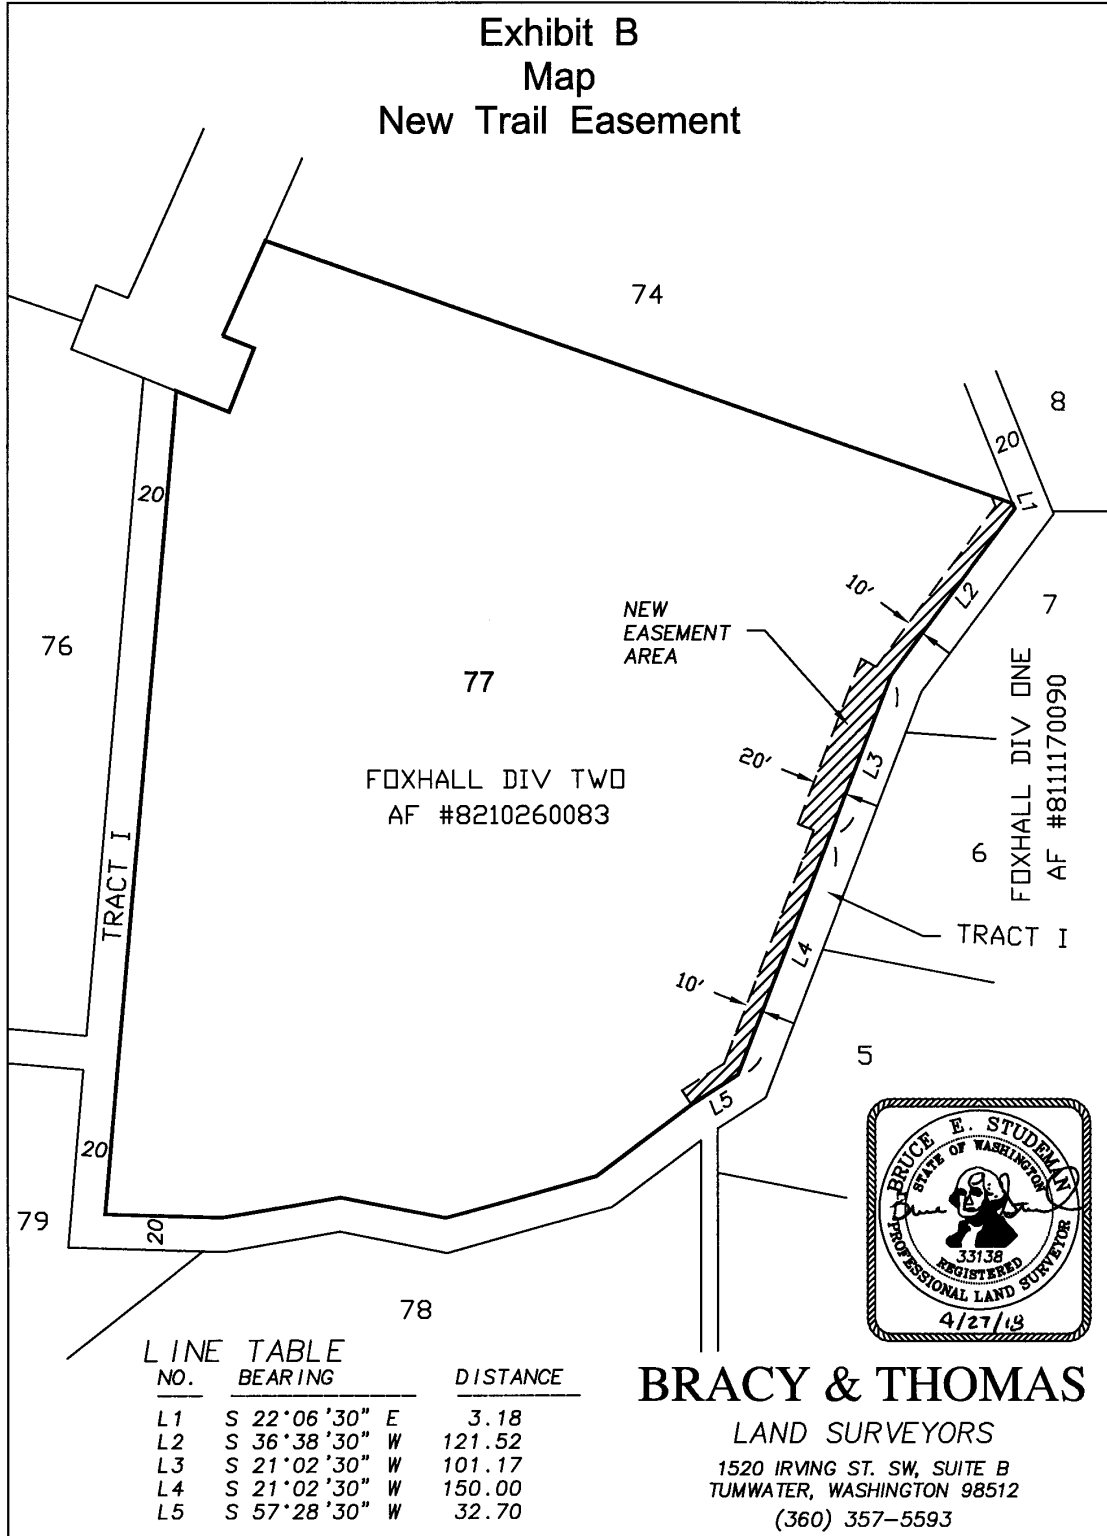 Exhibit B
Map
New Trail Easement
74
8
20
L1
20
10'
L2
7
NEW
EASEMENT
AREA
76
77
FOXHALL DIV ONE
AF #8111170090
20'
L3
FOXHALL DIV TWO
AF #8210260083
6
TRACT I
TRACT I
L4
10'
5
L5
20
79
20
78
BRUCE E. STUDEMAN
STATE OF WASHINGTON
33138
REGISTERED
PROFESSIONAL LAND SURVEYOR
4/27/18
LINE TABLE
NO. BEARING DISTANCE
L1 S 22°06'30" E 3.18
L2 S 36°38'30" W 121.52
L3 S 21°02'30" W 101.17
L4 S 21°02'30" W 150.00
L5 S 57°28'30" W 32.70
BRACY & THOMAS
LAND SURVEYORS
1520 IRVING ST. SW, SUITE B
TUMWATER, WASHINGTON 98512
(360) 357-5593